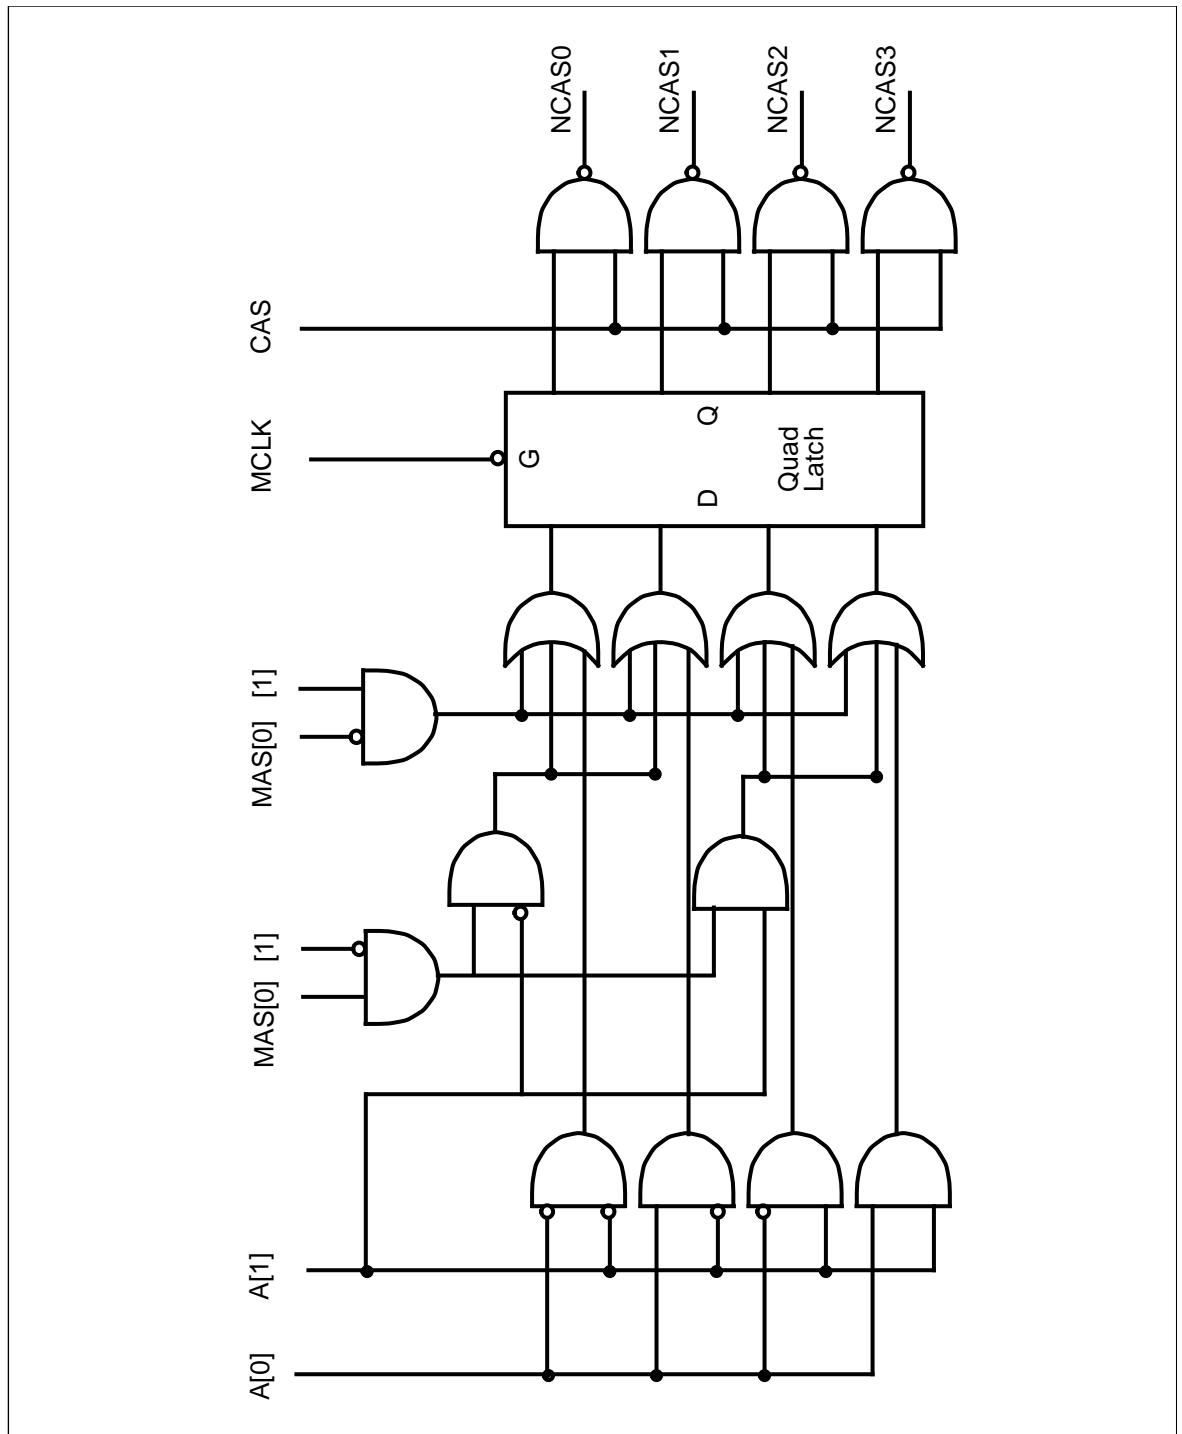 NCAS0
NCAS1
NCAS2
NCAS3
CAS
MCLK
G
D
Q
Quad
Latch
MAS[0] [1]
MAS[0] [1]
A[1]
A[0]